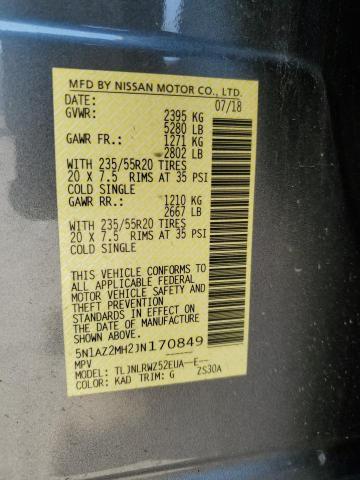 MFD BY NISSAN MOTOR CO., LTD.
DATE: 07/18
GVWR: 2395 KG
5280 LB
GAWR FR.: 1271 KG
2802 LB
WITH 235/55R20 TIRES
20 X 7.5 RIMS AT 35 PSI
COLD SINGLE
GAWR RR.: 1210 KG
2667 LB
WITH 235/55R20 TIRES
20 X 7.5 RIMS AT 35 PSI
COLD SINGLE
THIS VEHICLE CONFORMS TO
ALL APPLICABLE FEDERAL
MOTOR VEHICLE SAFETY AND
THEFT PREVENTION
STANDARDS IN EFFECT ON
THE DATE OF MANUFACTURE
SHOWN ABOVE.
5N1AZ2MH2JN170849
MPV
MODEL: TLJNLRWZ52EUA-E--
COLOR: KAD TRIM: G ZS30A